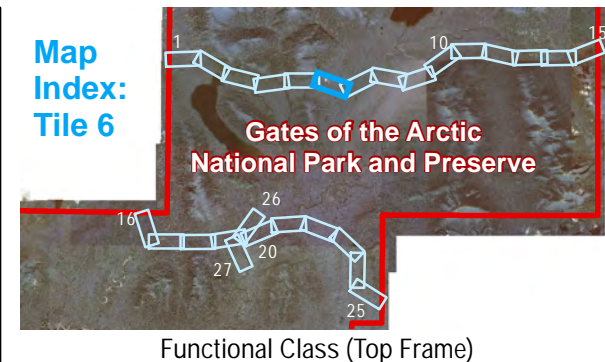 Map
Index:
Tile 6
1
10
15
Gates of the Arctic
National Park and Preserve
16
26
20
27
25
Functional Class (Top Frame)